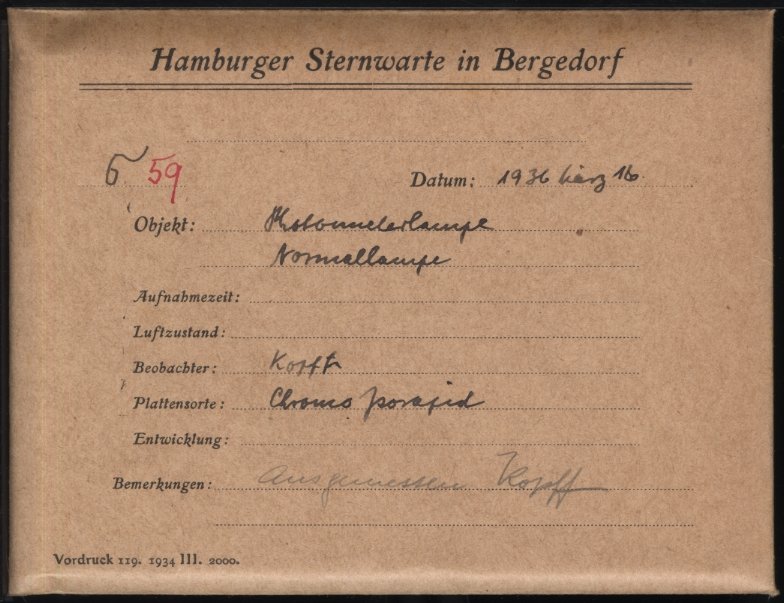 Hamburger Sternwarte in Bergedorf
6 59 Datum: 1936 März 16.
Objekt: Photometerlampe
Normallampe
Aufnahmezeit:
Luftzustand:
Beobachter: Kopff
Plattensorte: Chromo
Entwicklung:
Bemerkungen: Ausgemessen Kopff
Vordruck 119. 1934 III. 2000.